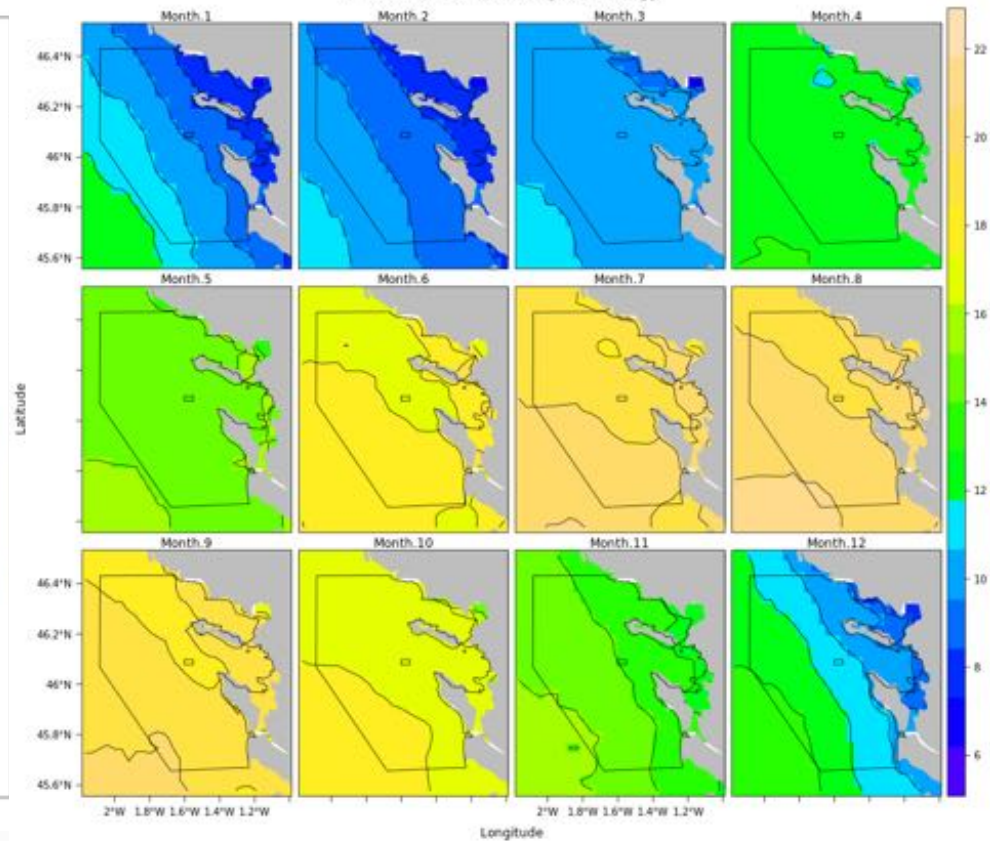 Month.1 Month.2 Month.3 Month.4
46.4°N
46.2°N
46°N
45.8°N
45.6°N
22
20
18
16
14
12
10
8
6
Month.5 Month.6 Month.7 Month.8
Latitude
Month.9 Month.10 Month.11 Month.12
46.4°N
46.2°N
46°N
45.8°N
45.6°N
2°W 1.8°W 1.6°W 1.4°W 1.2°W
2°W 1.8°W 1.6°W 1.4°W 1.2°W
Longitude